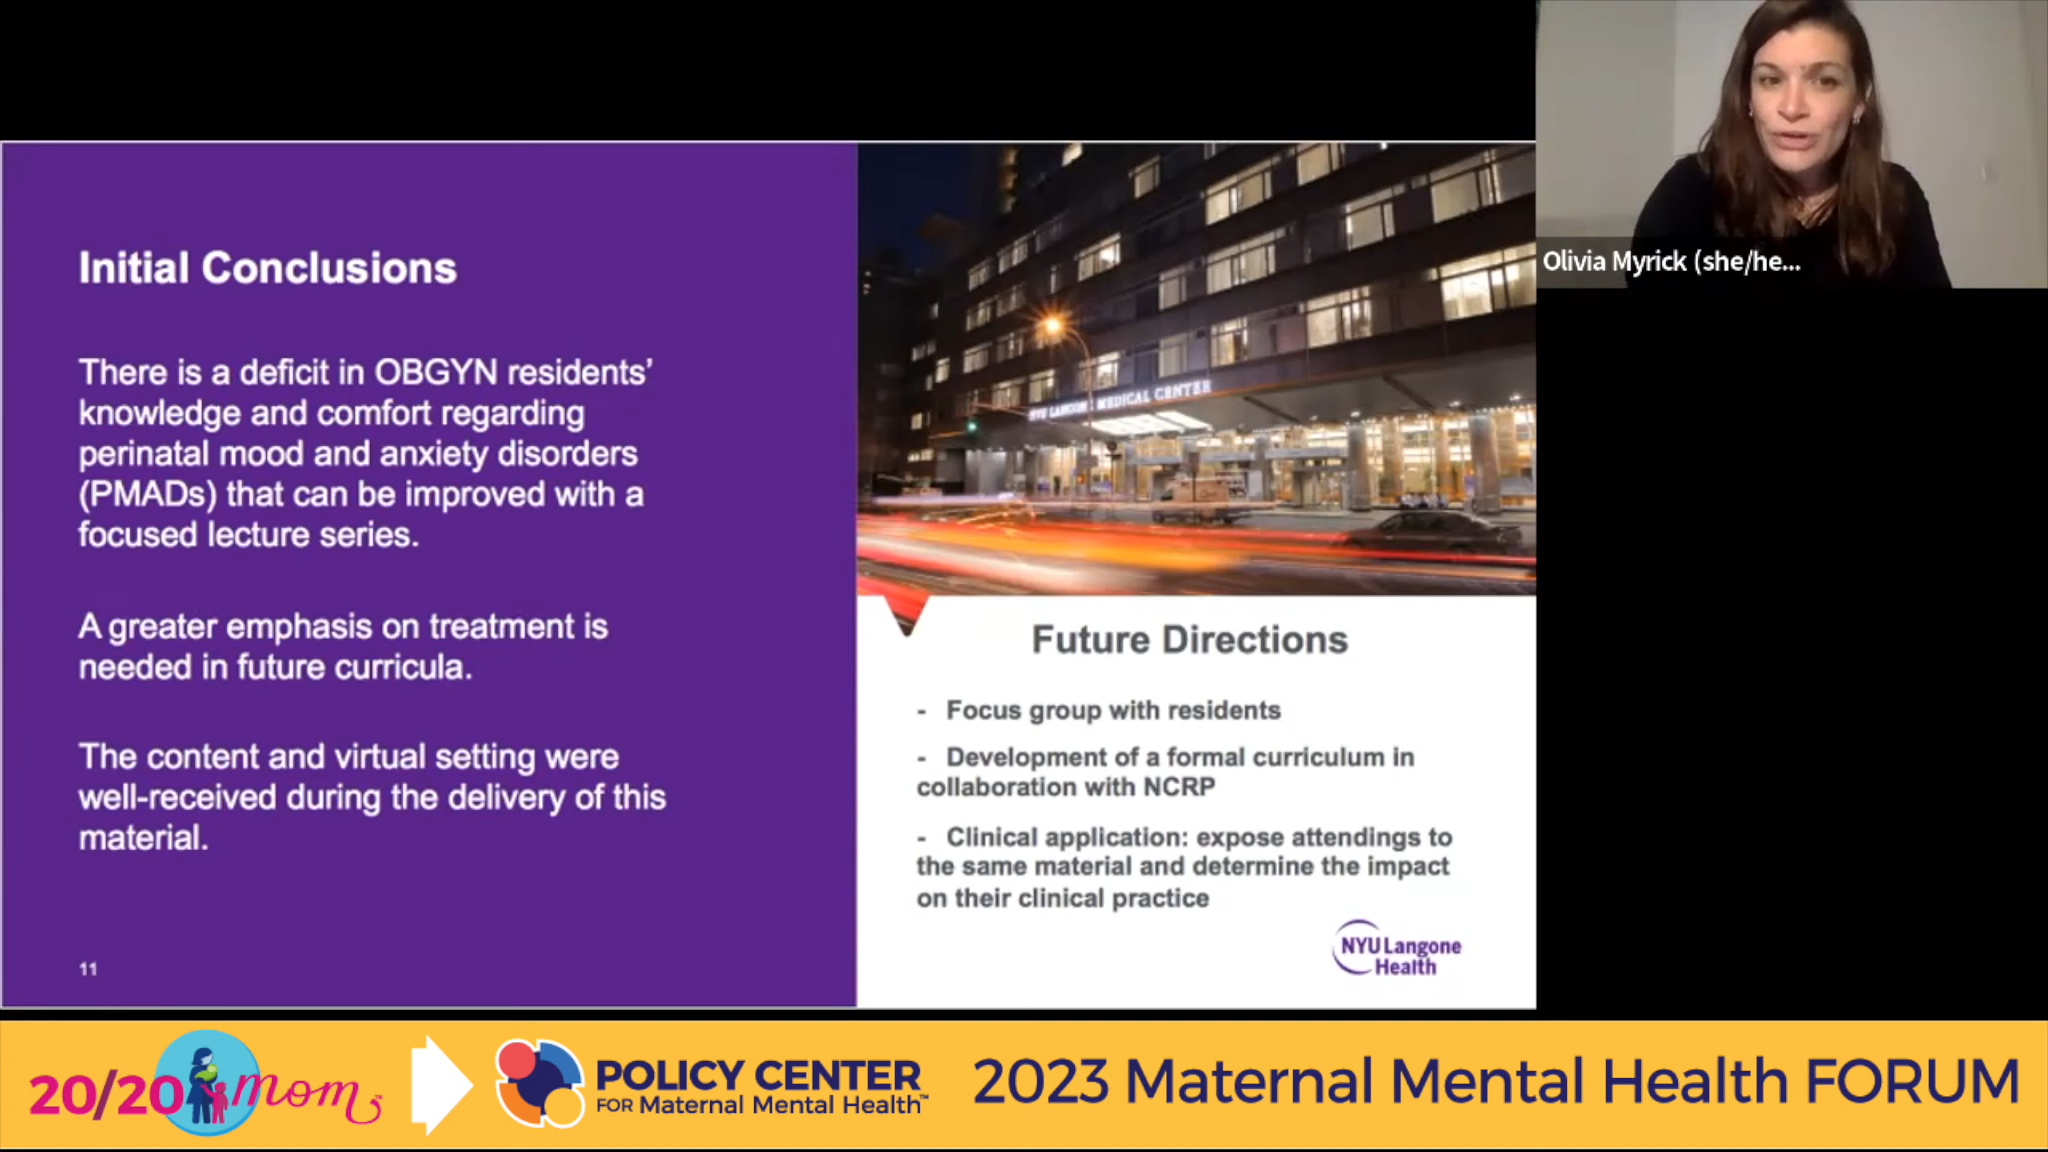 Initial Conclusions
There is a deficit in OBGYN residents’
knowledge and comfort regarding
perinatal mood and anxiety disorders
(PMADs) that can be improved with a
focused lecture series.
A greater emphasis on treatment is
needed in future curricula.
The content and virtual setting were
well-received during the delivery of this
material.
11
NYU LANGONE MEDICAL CENTER
Future Directions
- Focus group with residents
- Development of a formal curriculum in
collaboration with NCRP
- Clinical application: expose attendings to
the same material and determine the impact
on their clinical practice
NYU Langone
Health
Olivia Myrick (she/he...
20/20 mom™
POLICY CENTER
FOR Maternal Mental Health™
2023 Maternal Mental Health FORUM